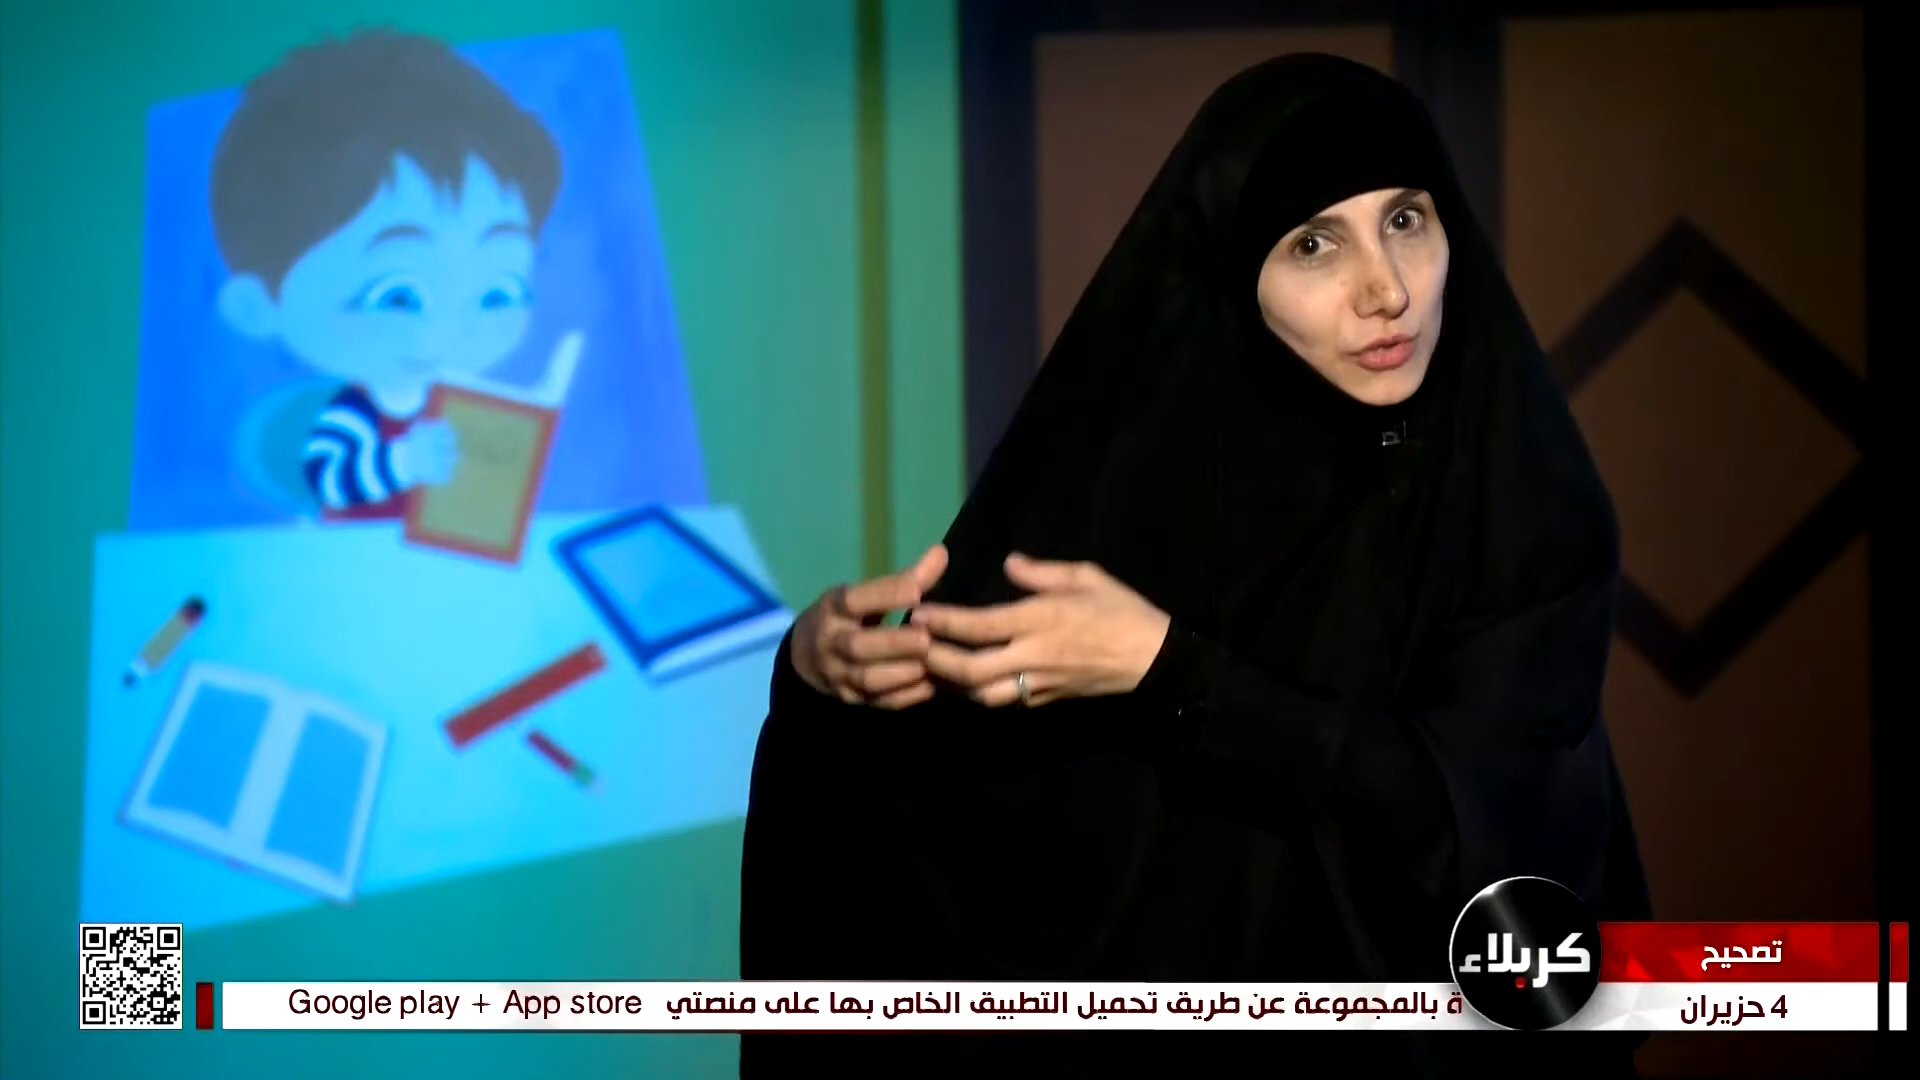 تصحيح
كربلاء
4 حزيران
ة بالمجموعة عن طريق تحميل التطبيق الخاص بها على منصتي Google play + App store